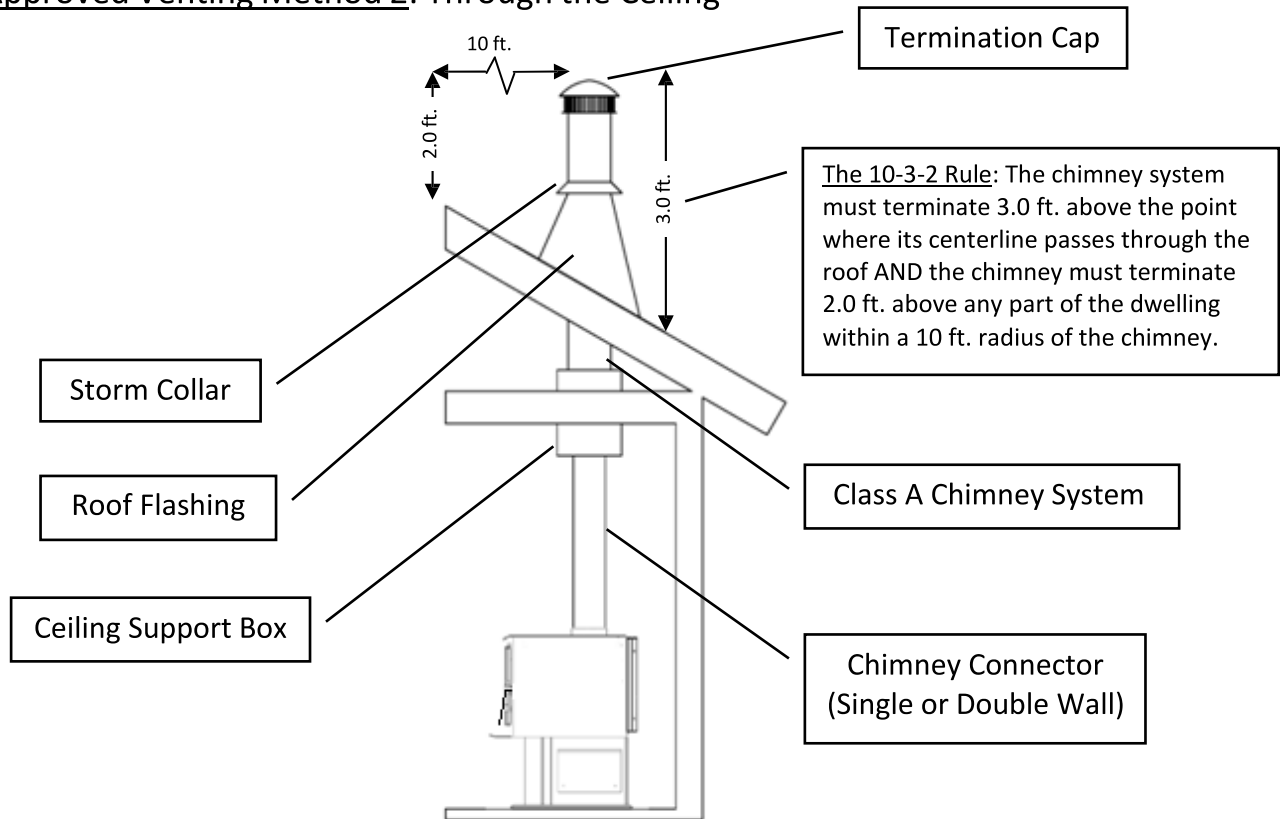 Approved Venting Method 2: Through the Ceiling
Termination Cap
10 ft.
2.0 ft.
3.0 ft.
The 10-3-2 Rule: The chimney system
must terminate 3.0 ft. above the point
where its centerline passes through the
roof AND the chimney must terminate
2.0 ft. above any part of the dwelling
within a 10 ft. radius of the chimney.
Storm Collar
Roof Flashing
Class A Chimney System
Ceiling Support Box
Chimney Connector
(Single or Double Wall)